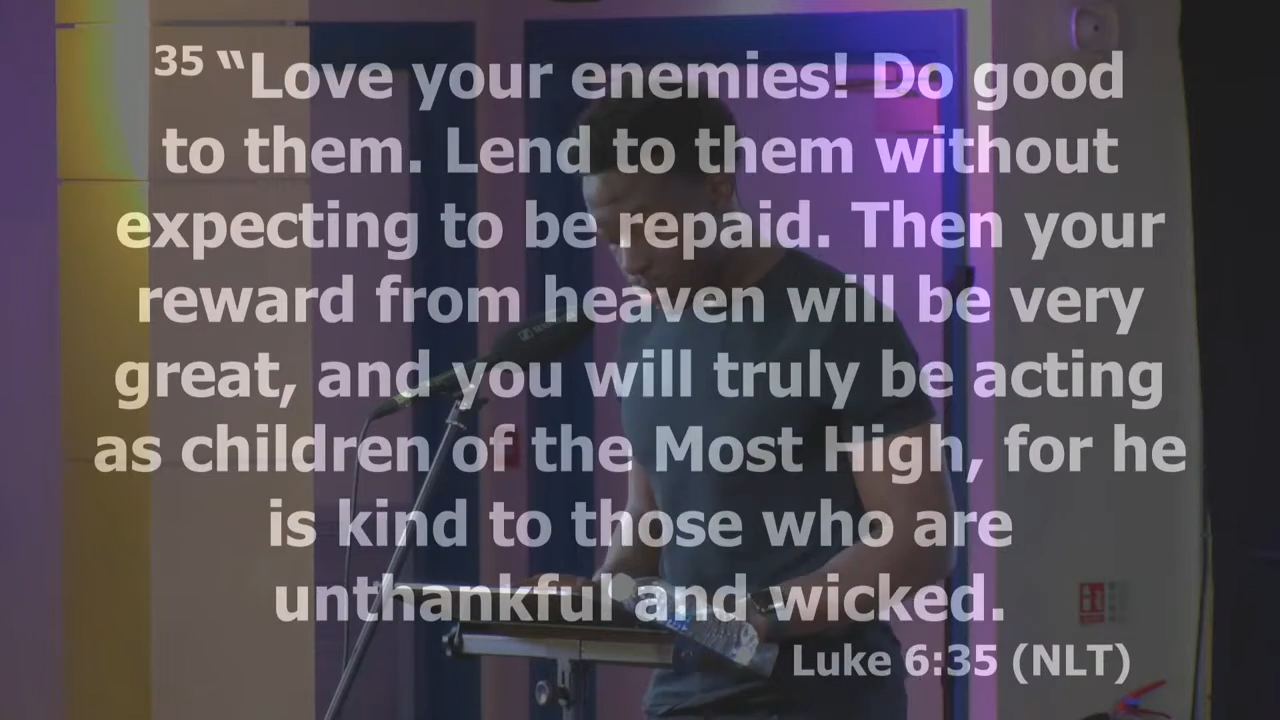 35 “Love your enemies! Do good
to them. Lend to them without
expecting to be repaid. Then your
reward from heaven will be very
great, and you will truly be acting
as children of the Most High, for he
is kind to those who are
unthankful and wicked.
Luke 6:35 (NLT)